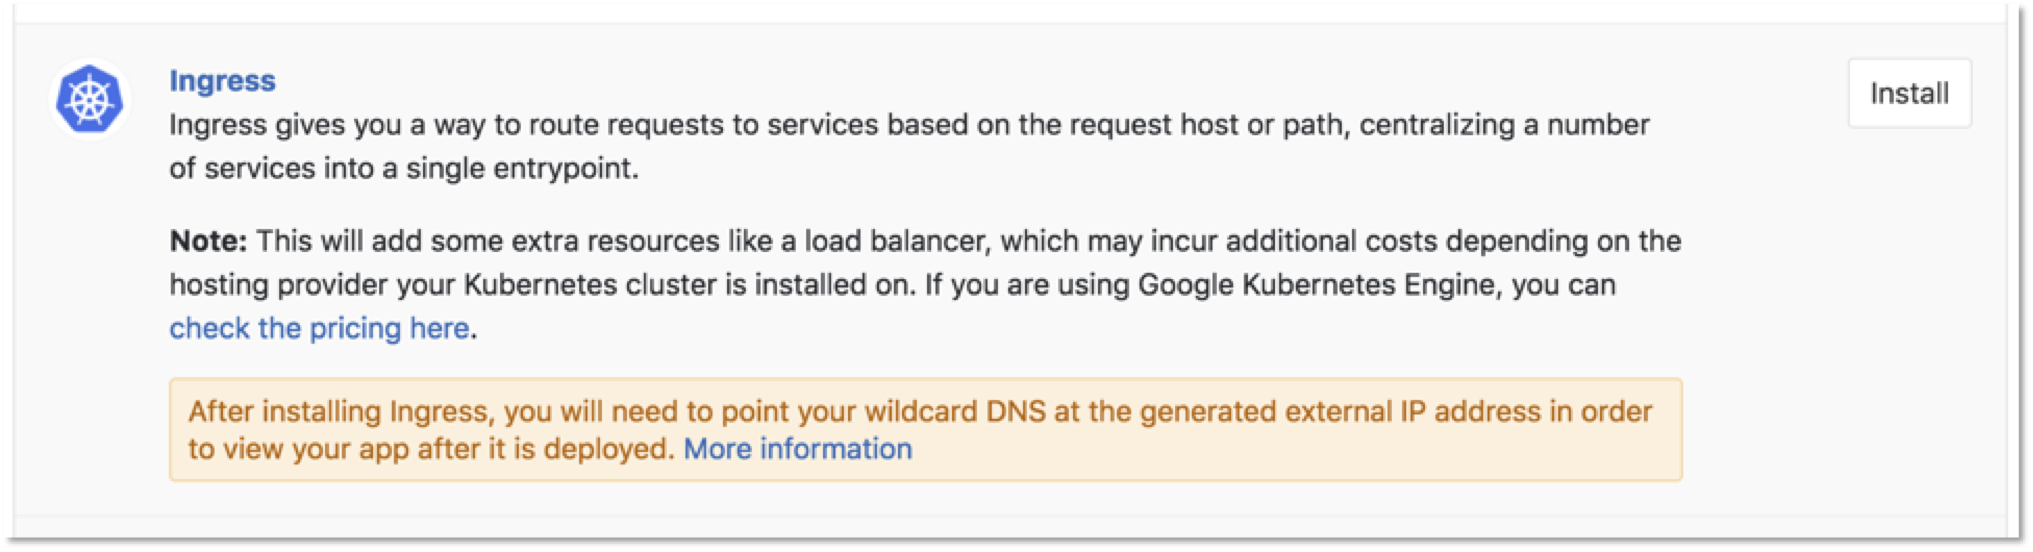 Ingress
Install
Ingress gives you a way to route requests to services based on the request host or path, centralizing a number
of services into a single entrypoint.
Note: This will add some extra resources like a load balancer, which may incur additional costs depending on the
hosting provider your Kubernetes cluster is installed on. If you are using Google Kubernetes Engine, you can
check the pricing here.
After installing Ingress, you will need to point your wildcard DNS at the generated external IP address in order
to view your app after it is deployed. More information